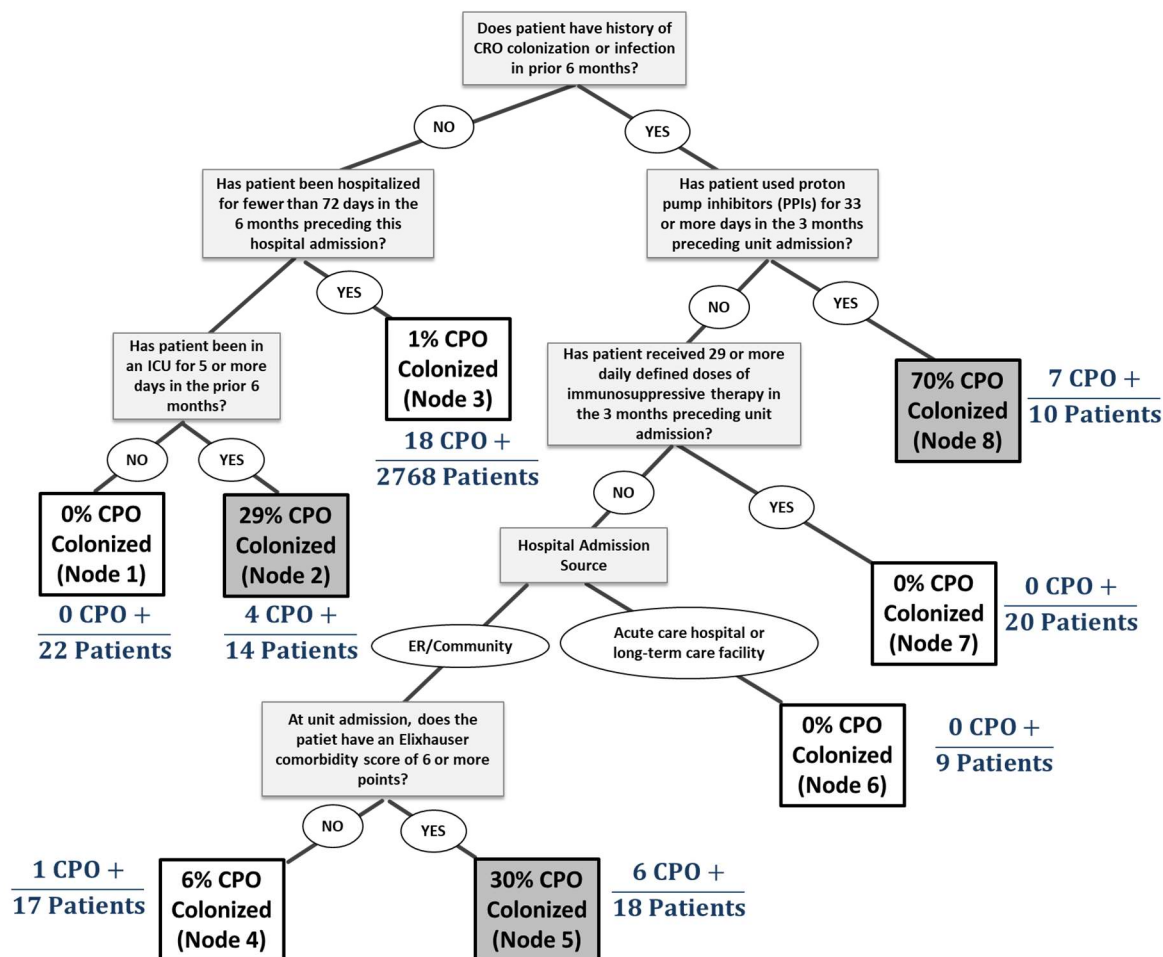 Does patient have history of
CRO colonization or infection
in prior 6 months?
NO
YES
Has patient been hospitalized
for fewer than 72 days in the
6 months preceding this
hospital admission?
Has patient used proton
pump inhibitors (PPIs) for 33
or more days in the 3 months
preceding unit admission?
YES
NO
YES
Has patient been in
an ICU for 5 or more
days in the prior 6
months?
1% CPO
Colonized
(Node 3)
18 CPO +
2768 Patients
Has patient received 29 or more
daily defined doses of
immunosuppressive therapy in
the 3 months preceding unit
admission?
70% CPO
Colonized
(Node 8)
7 CPO +
10 Patients
NO
YES
0% CPO
Colonized
(Node 1)
0 CPO +
22 Patients
29% CPO
Colonized
(Node 2)
4 CPO +
14 Patients
NO
YES
Hospital Admission
Source
0% CPO
Colonized
(Node 7)
0 CPO +
20 Patients
ER/Community
Acute care hospital or
long-term care facility
At unit admission, does the
patiet have an Elixhauser
comorbidity score of 6 or more
points?
0% CPO
Colonized
(Node 6)
0 CPO +
9 Patients
NO
YES
1 CPO +
17 Patients
6% CPO
Colonized
(Node 4)
30% CPO
Colonized
(Node 5)
6 CPO +
18 Patients